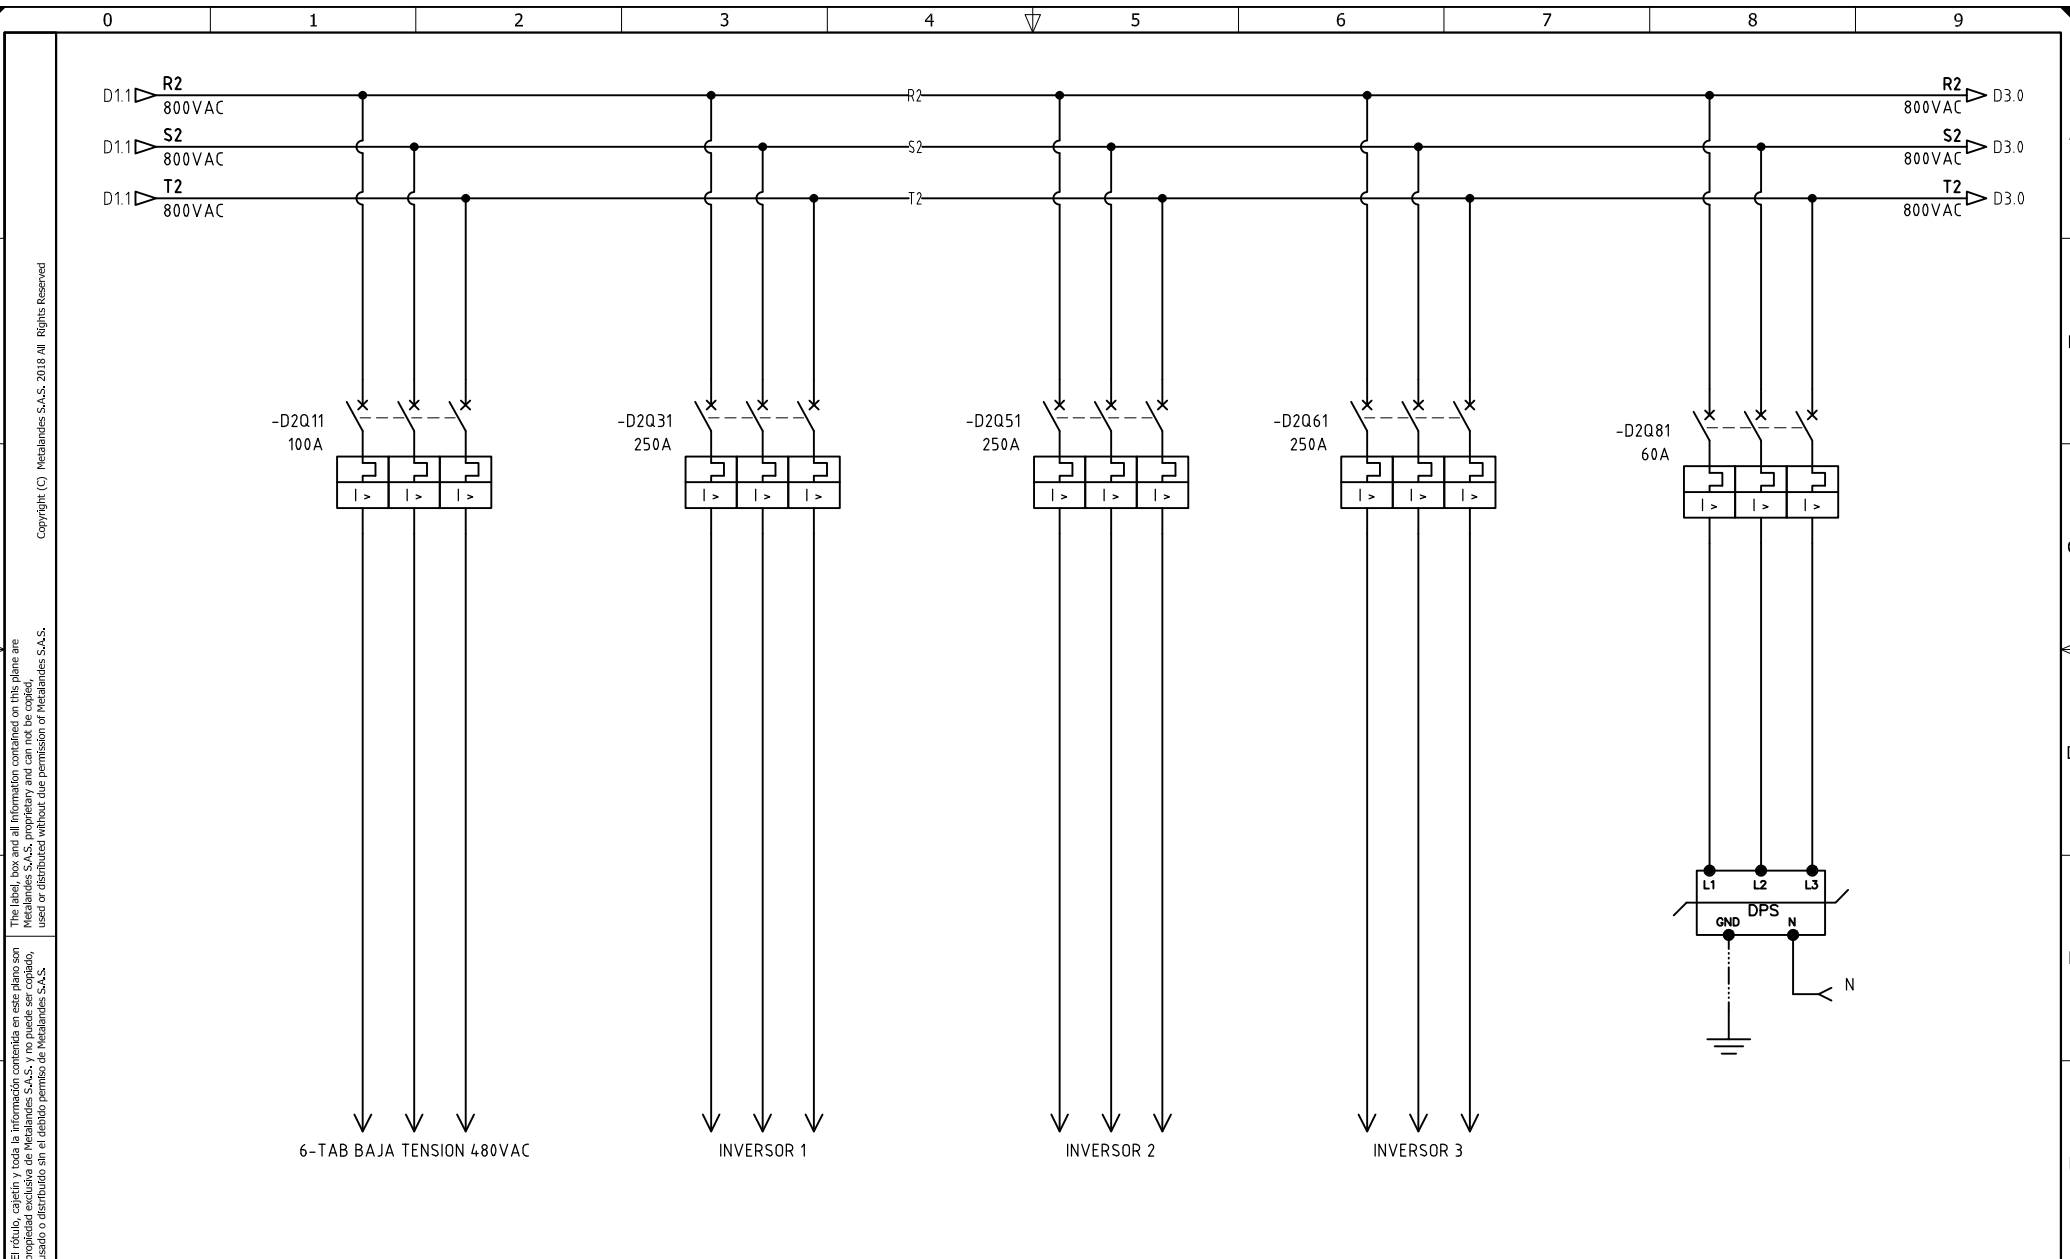 0 1 2 3 4 5 6 7 8 9
D1.1 R2 R2 R2 D3.0
800VAC 800VAC
D1.1 S2 S2 S2 D3.0
800VAC 800VAC
D1.1 T2 T2 T2 D3.0
800VAC 800VAC
-D2Q11 -D2Q31 -D2Q51 -D2Q61 -D2Q81
100A 250A 250A 250A 60A
I > I > I > I > I > I > I > I > I > I > I > I > I > I > I >
L1 L2 L3
DPS
GND N
N
6-TAB BAJA TENSION 480VAC INVERSOR 1 INVERSOR 2 INVERSOR 3
Copyright (C) Metalandes S.A.S. 2018 All Rights Reserved
The label, box and all information contained on this plane are
Metalandes S.A.S. proprietary and can not be copied,
used or distributed without due permission of Metalandes S.A.S.
El rótulo, cajetín y toda la información contenida en este plano son
propiedad exclusiva de Metalandes S.A.S. y no puede ser copiado,
usado o distribuido sin el debido permiso de Metalandes S.A.S.